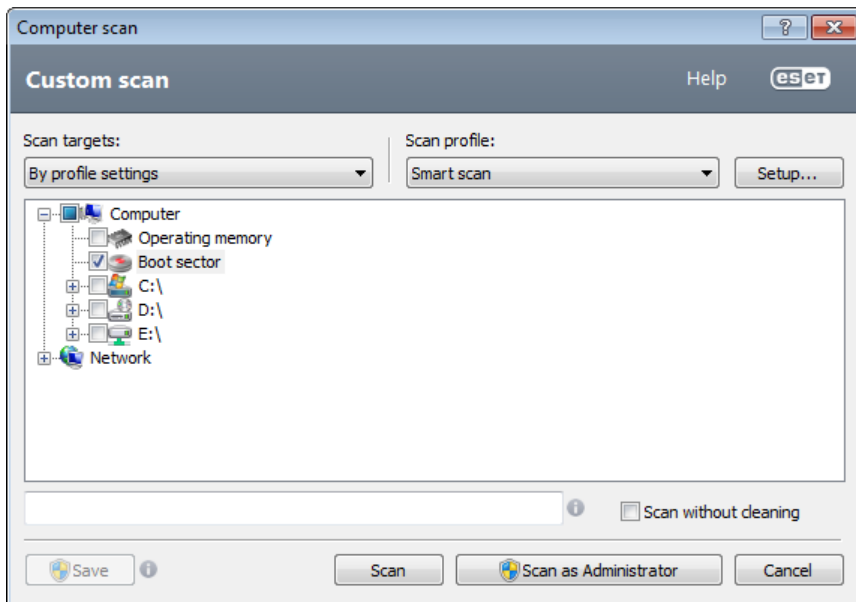 Computer scan
Custom scan
Help
eset
Scan targets:
Scan profile:
By profile settings
Smart scan
Setup...
Computer
Operating memory
Boot sector
C:\
D:\
E:\
Network
Scan without cleaning
Save
Scan
Scan as Administrator
Cancel